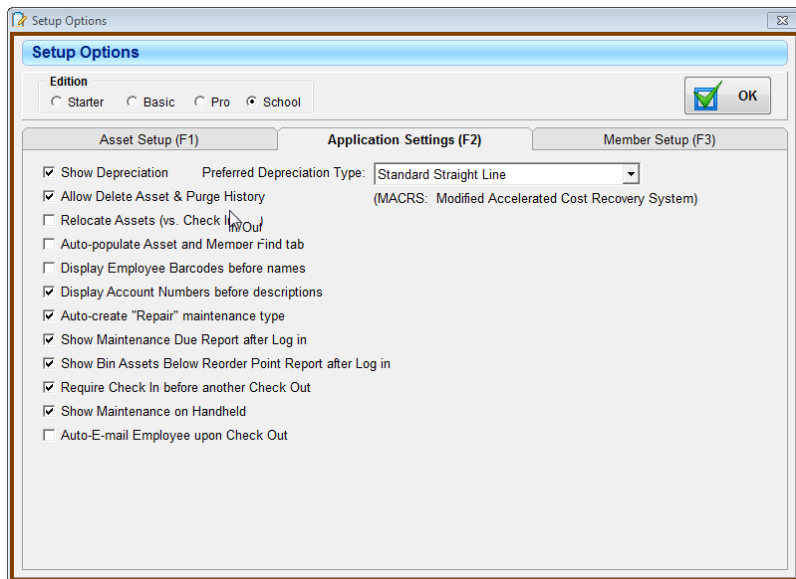 Setup Options
Setup Options
Edition
Starter Basic Pro School
OK
Asset Setup (F1) Application Settings (F2) Member Setup (F3)
Show Depreciation Preferred Depreciation Type: Standard Straight Line
Allow Delete Asset & Purge History (MACRS: Modified Accelerated Cost Recovery System)
Relocate Assets (vs. Check In/Out)
Auto-populate Asset and Member Find tab
Display Employee Barcodes before names
Display Account Numbers before descriptions
Auto-create "Repair" maintenance type
Show Maintenance Due Report after Log in
Show Bin Assets Below Reorder Point Report after Log in
Require Check In before another Check Out
Show Maintenance on Handheld
Auto-E-mail Employee upon Check Out